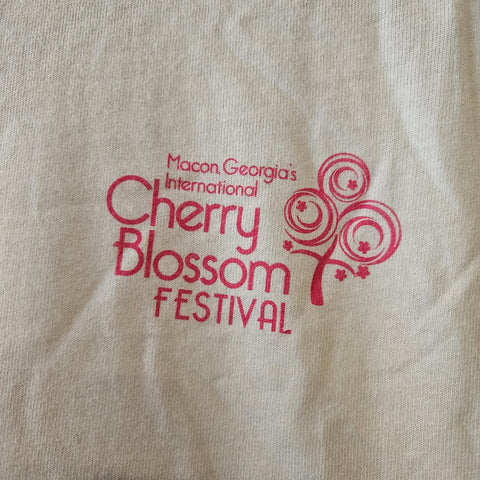 Macon, Georgia's
International
Cherry
Blossom
FESTIVAL